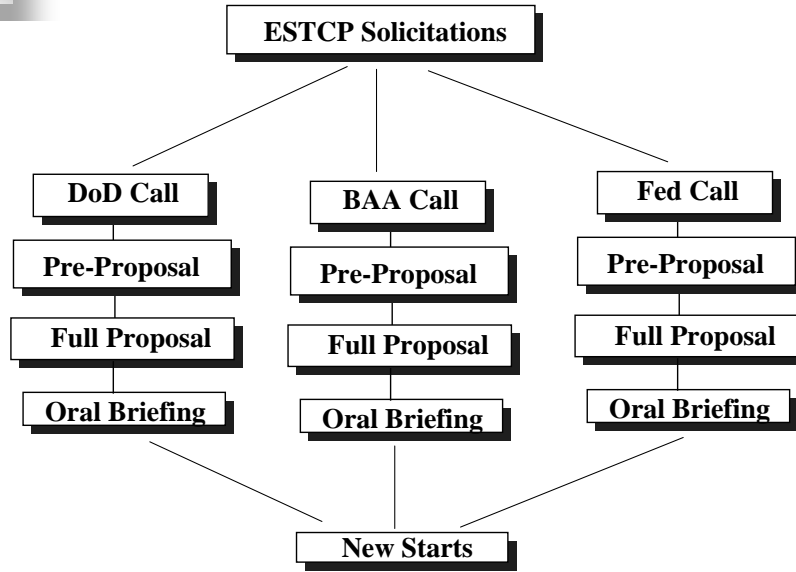 ESTCP Solicitations
DoD Call
BAA Call
Fed Call
Pre-Proposal
Pre-Proposal
Pre-Proposal
Full Proposal
Full Proposal
Full Proposal
Oral Briefing
Oral Briefing
Oral Briefing
New Starts